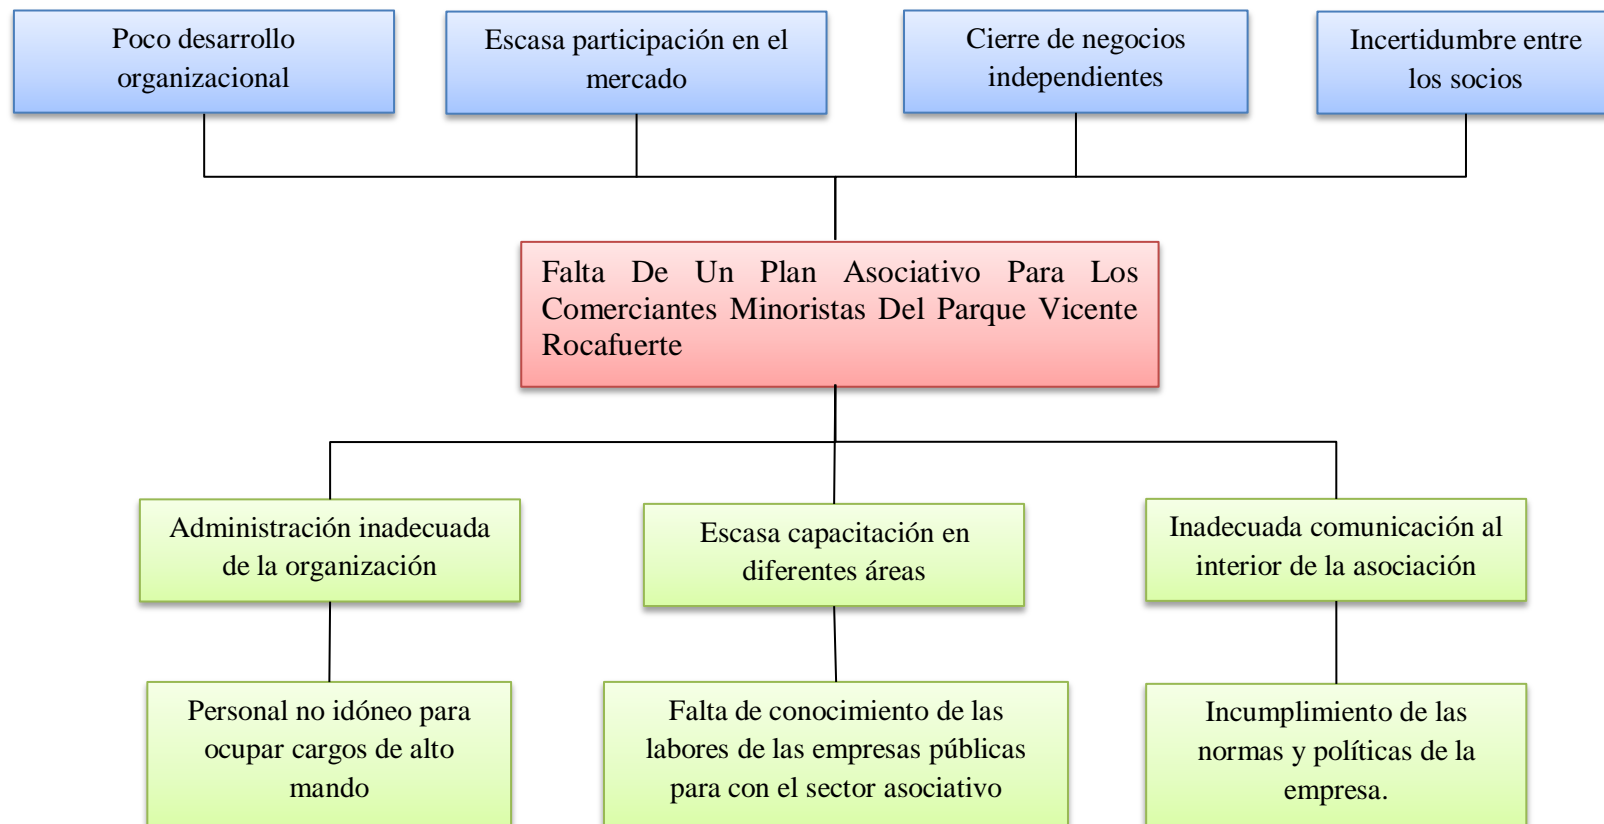 Poco desarrollo
organizacional
Escasa participación en el
mercado
Cierre de negocios
independientes
Incertidumbre entre
los socios
Falta De Un Plan Asociativo Para Los
Comerciantes Minoristas Del Parque Vicente
Rocafuerte
Administración inadecuada
de la organización
Escasa capacitación en
diferentes áreas
Inadecuada comunicación al
interior de la asociación
Personal no idóneo para
ocupar cargos de alto
mando
Falta de conocimiento de las
labores de las empresas públicas
para con el sector asociativo
Incumplimiento de las
normas y políticas de la
empresa.